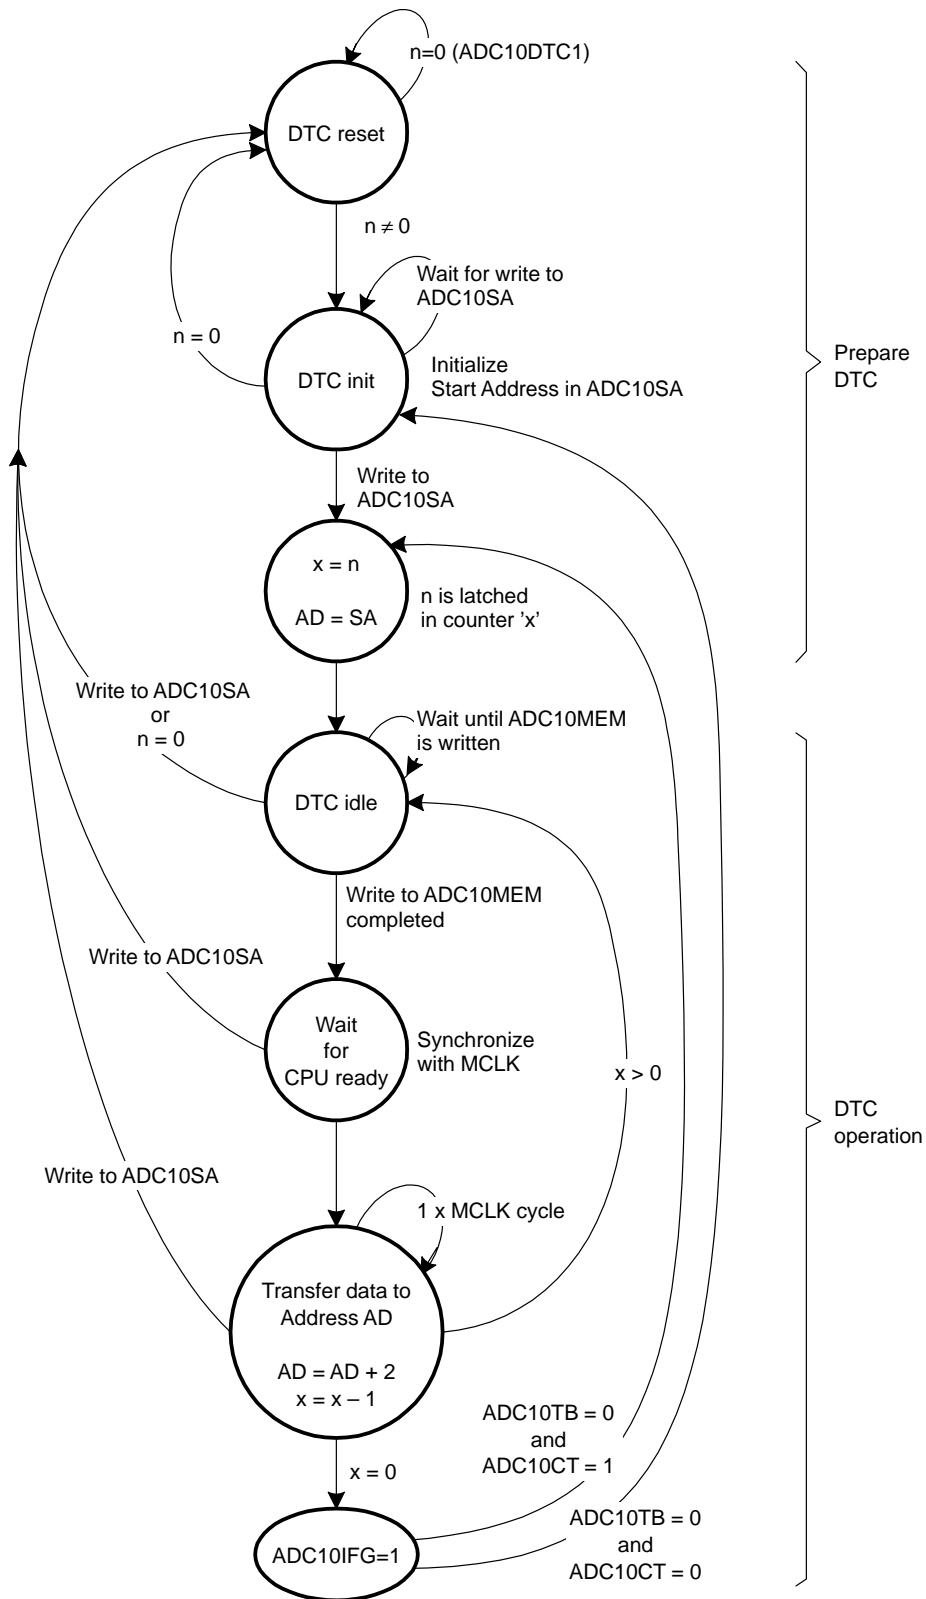 n=0 (ADC10DTC1)
DTC reset
n ≠ 0
Wait for write to
ADC10SA
n = 0
DTC init
Initialize
Start Address in ADC10SA
Prepare
DTC
Write to
ADC10SA
x = n
AD = SA
n is latched
in counter ’x’
Write to ADC10SA
or
n = 0
Wait until ADC10MEM
is written
DTC idle
Write to ADC10MEM
completed
Write to ADC10SA
Wait
for
CPU ready
Synchronize
with MCLK
x > 0
DTC
operation
Write to ADC10SA
1 x MCLK cycle
Transfer data to
Address AD
AD = AD + 2
x = x – 1
ADC10TB = 0
and
ADC10CT = 1
x = 0
ADC10IFG=1
ADC10TB = 0
and
ADC10CT = 0